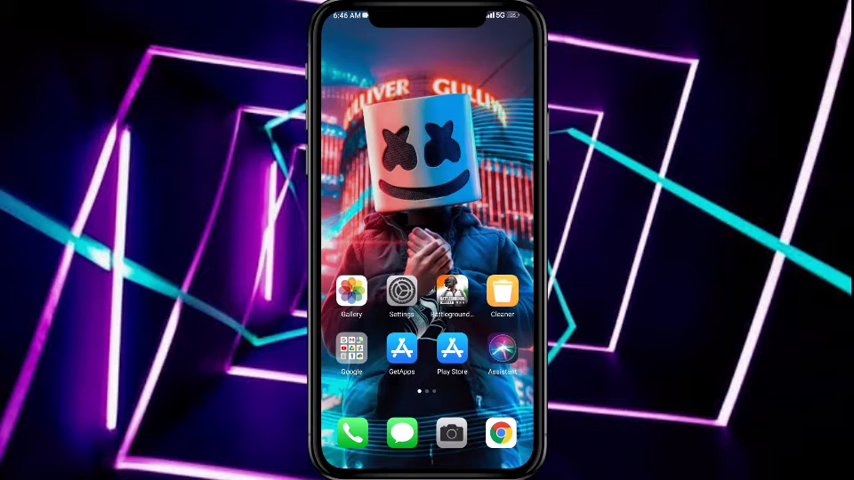 6:46 AM
5G
GULLIVER GULLIV
Gallery
Settings
Battleground...
Cleaner
Google
GetApps
Play Store
Assistant